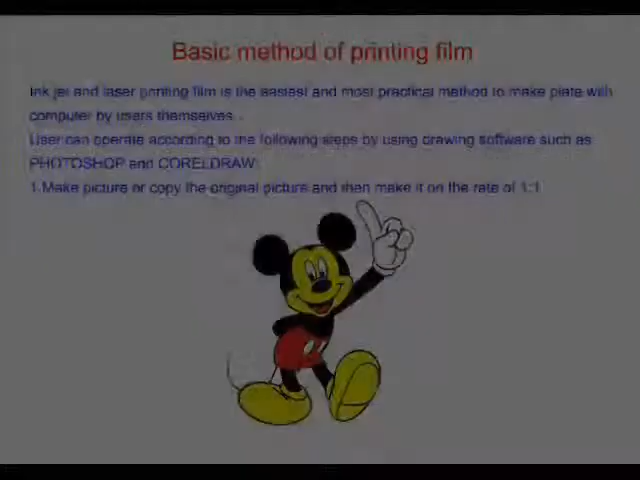 Basic method of printing film
Ink jet and laser printing film is the easiest and most practical method to make plate with
computer by users themselves .
User can operate according to the following steps by using drawing software such as
PHOTOSHOP and CORELDRAW:
1.Make picture or copy the original picture and then make it on the rate of 1:1